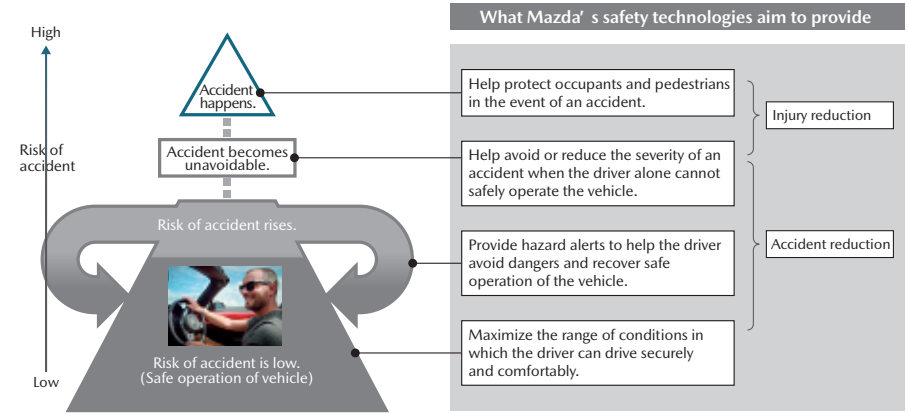 What Mazda’s safety technologies aim to provide
High
Risk of
accident
Low
Accident
happens.
Accident becomes
unavoidable.
Risk of accident rises.
Risk of accident is low.
(Safe operation of vehicle)
Help protect occupants and pedestrians
in the event of an accident.
Help avoid or reduce the severity of an
accident when the driver alone cannot
safely operate the vehicle.
Provide hazard alerts to help the driver
avoid dangers and recover safe
operation of the vehicle.
Maximize the range of conditions in
which the driver can drive securely
and comfortably.
Injury reduction
Accident reduction